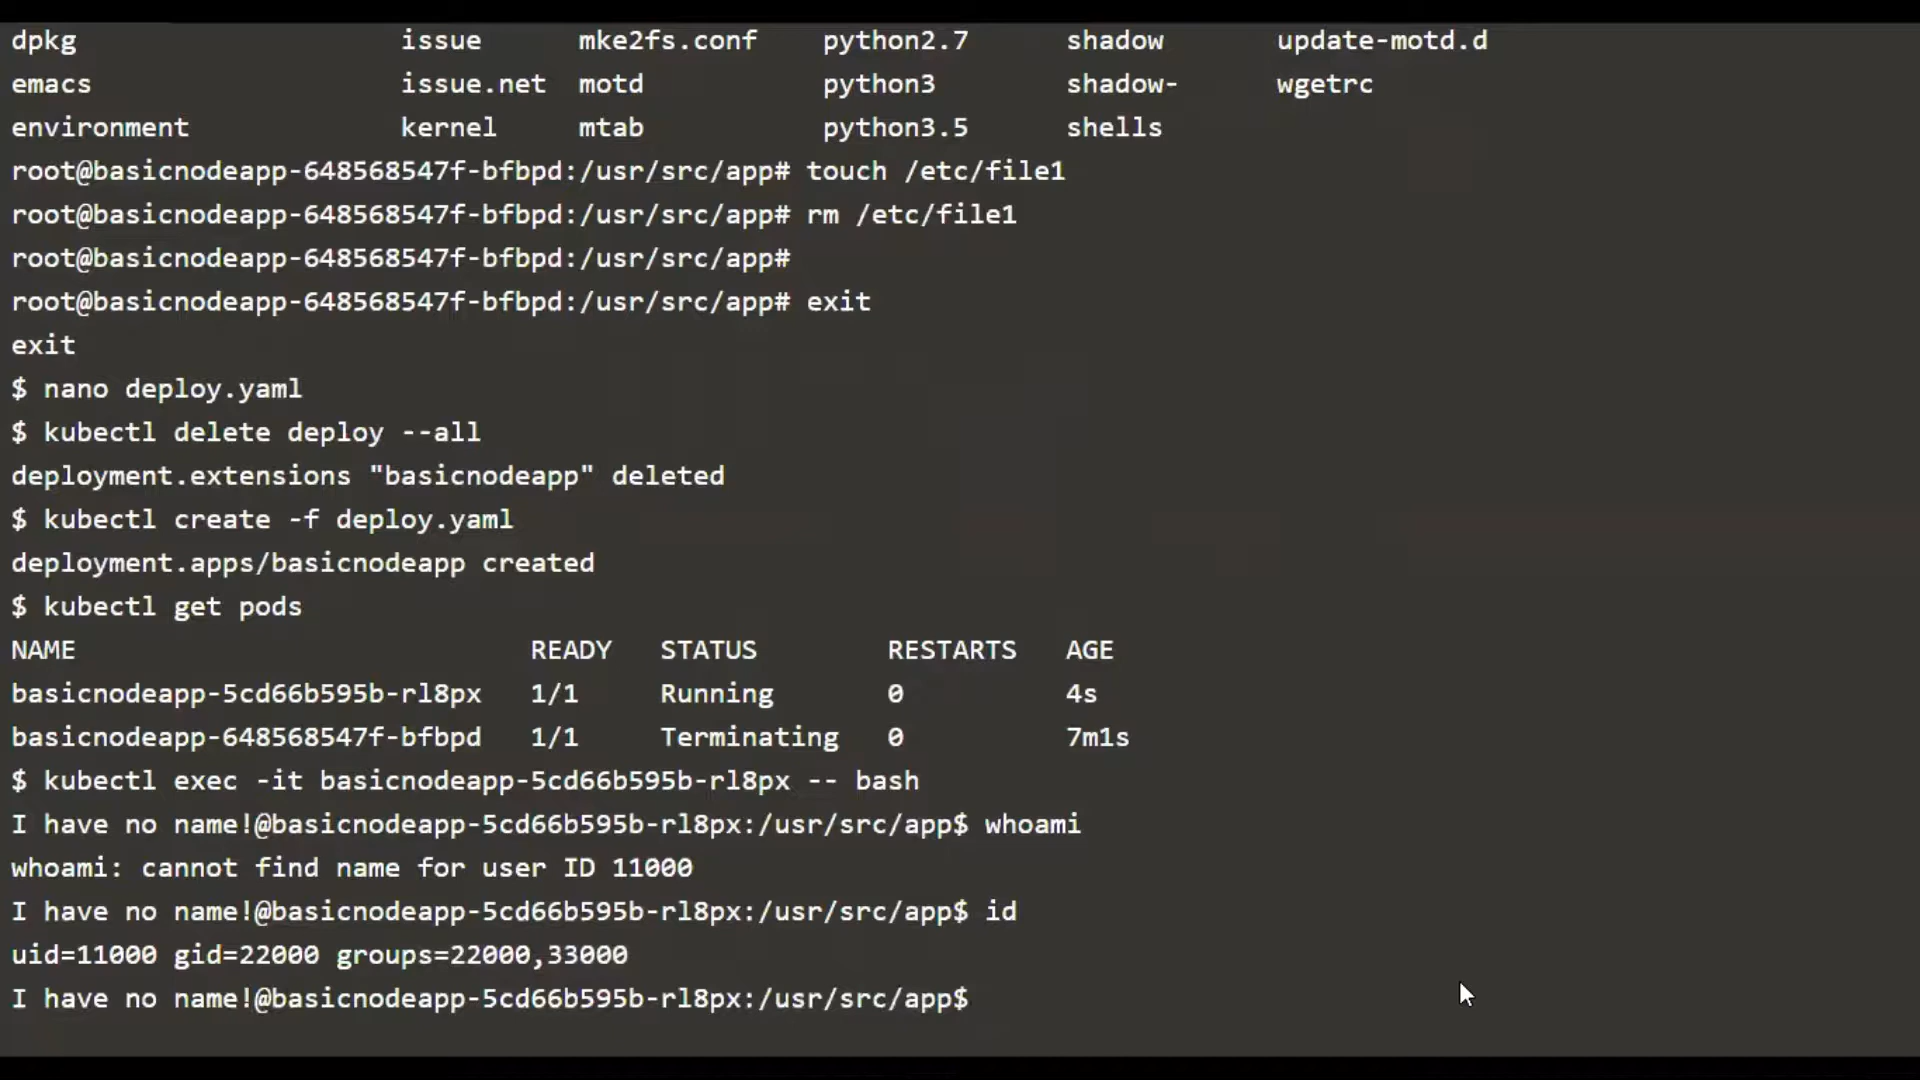 dpkg issue mke2fs.conf python2.7 shadow update-motd.d
emacs issue.net motd python3 shadow- wgetrc
environment kernel mtab python3.5 shells
root@basicnodeapp-648568547f-bfbpd:/usr/src/app# touch /etc/file1
root@basicnodeapp-648568547f-bfbpd:/usr/src/app# rm /etc/file1
root@basicnodeapp-648568547f-bfbpd:/usr/src/app#
root@basicnodeapp-648568547f-bfbpd:/usr/src/app# exit
exit
$ nano deploy.yaml
$ kubectl delete deploy --all
deployment.extensions "basicnodeapp" deleted
$ kubectl create -f deploy.yaml
deployment.apps/basicnodeapp created
$ kubectl get pods
NAME READY STATUS RESTARTS AGE
basicnodeapp-5cd66b595b-rl8px 1/1 Running 0 4s
basicnodeapp-648568547f-bfbpd 1/1 Terminating 0 7m1s
$ kubectl exec -it basicnodeapp-5cd66b595b-rl8px -- bash
I have no name!@basicnodeapp-5cd66b595b-rl8px:/usr/src/app$ whoami
whoami: cannot find name for user ID 11000
I have no name!@basicnodeapp-5cd66b595b-rl8px:/usr/src/app$ id
uid=11000 gid=22000 groups=22000,33000
I have no name!@basicnodeapp-5cd66b595b-rl8px:/usr/src/app$